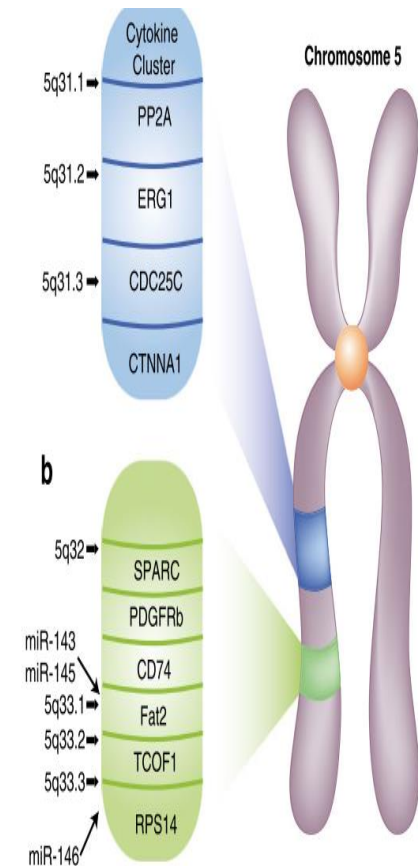 Cytokine
Cluster
Chromosome 5
5q31.1
PP2A
5q31.2
ERG1
5q31.3
CDC25C
CTNNA1
b
5q32
SPARC
PDGFRb
miR-143
CD74
miR-145
5q33.1
Fat2
5q33.2
TCOF1
5q33.3
RPS14
miR-146